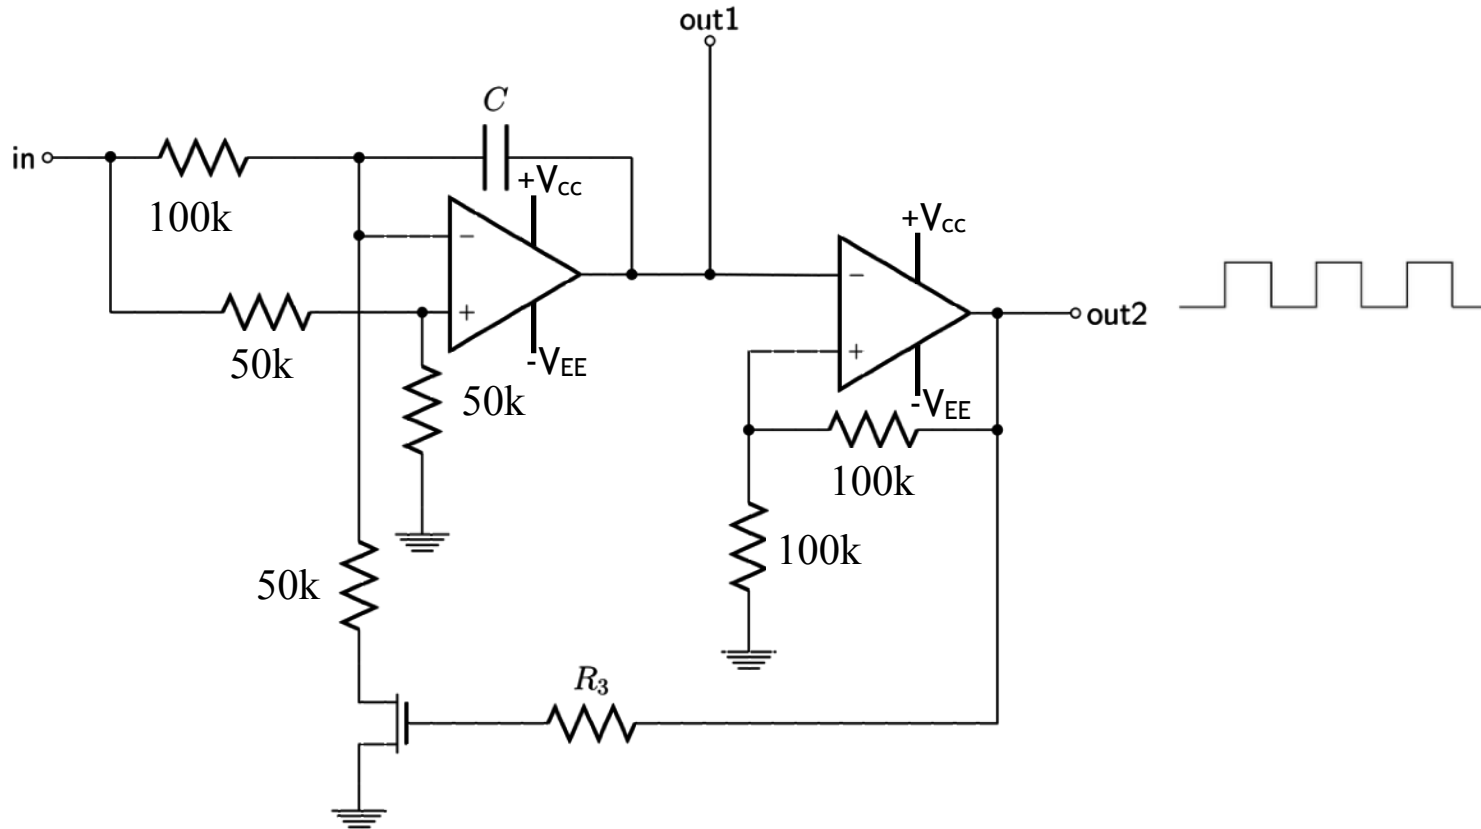 out1
C
in
+Vcc
100k
−
+
50k
-VEE
50k
+Vcc
−
+
out2
-VEE
100k
100k
50k
R3